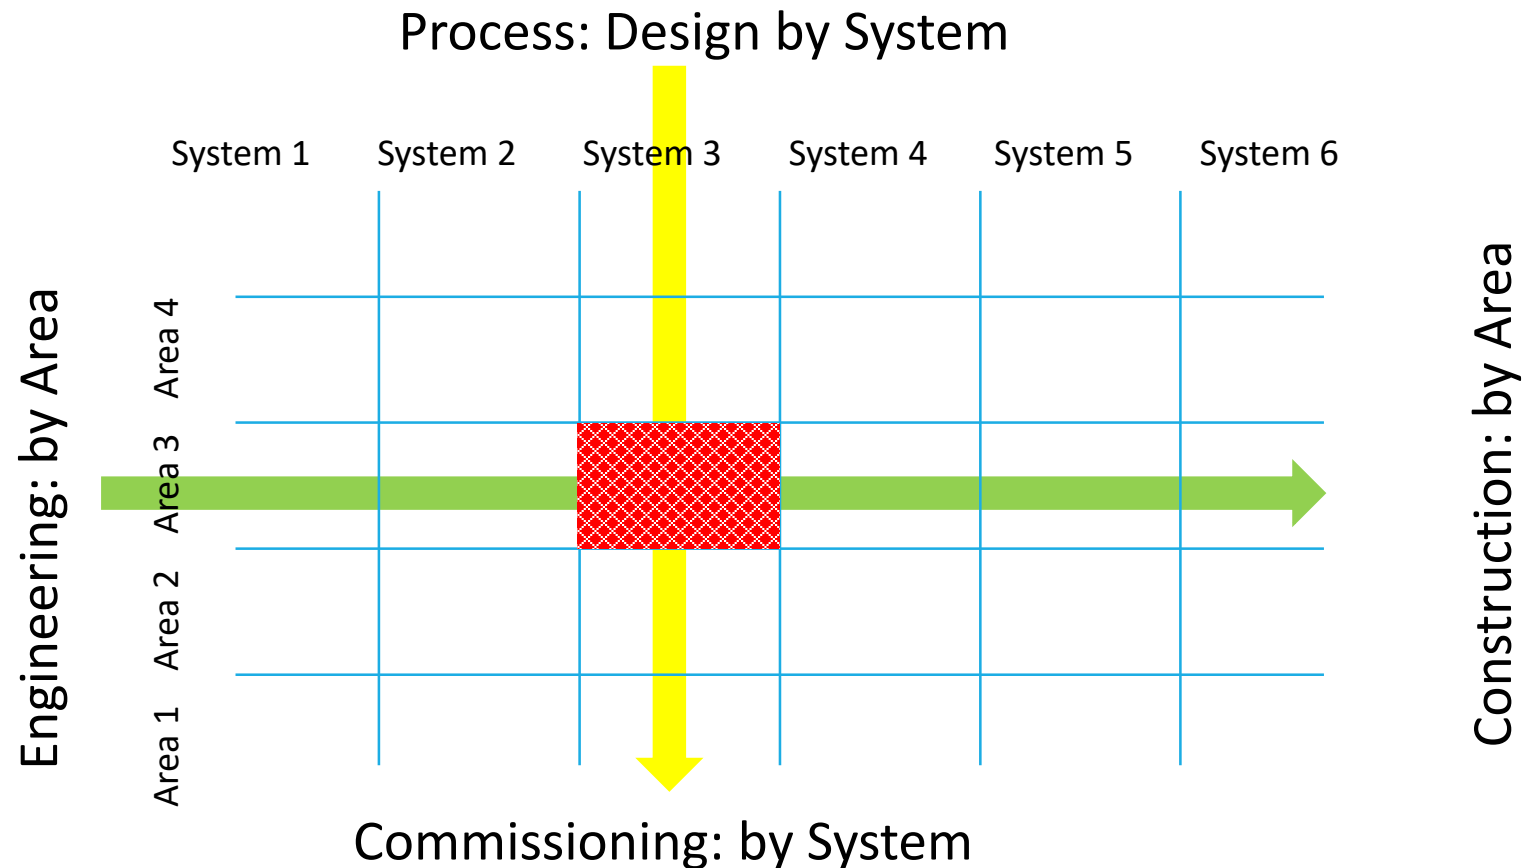 Process: Design by System
System 1 System 2 System 3 System 4 System 5 System 6
Engineering: by Area
Area 4
Area 3
Area 2
Area 1
Construction: by Area
Commissioning: by System